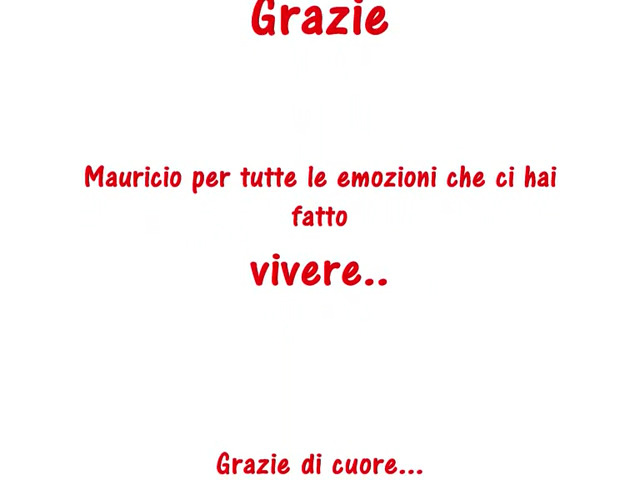 Grazie
Mauricio per tutte le emozioni che ci hai
fatto
vivere..
Grazie di cuore...